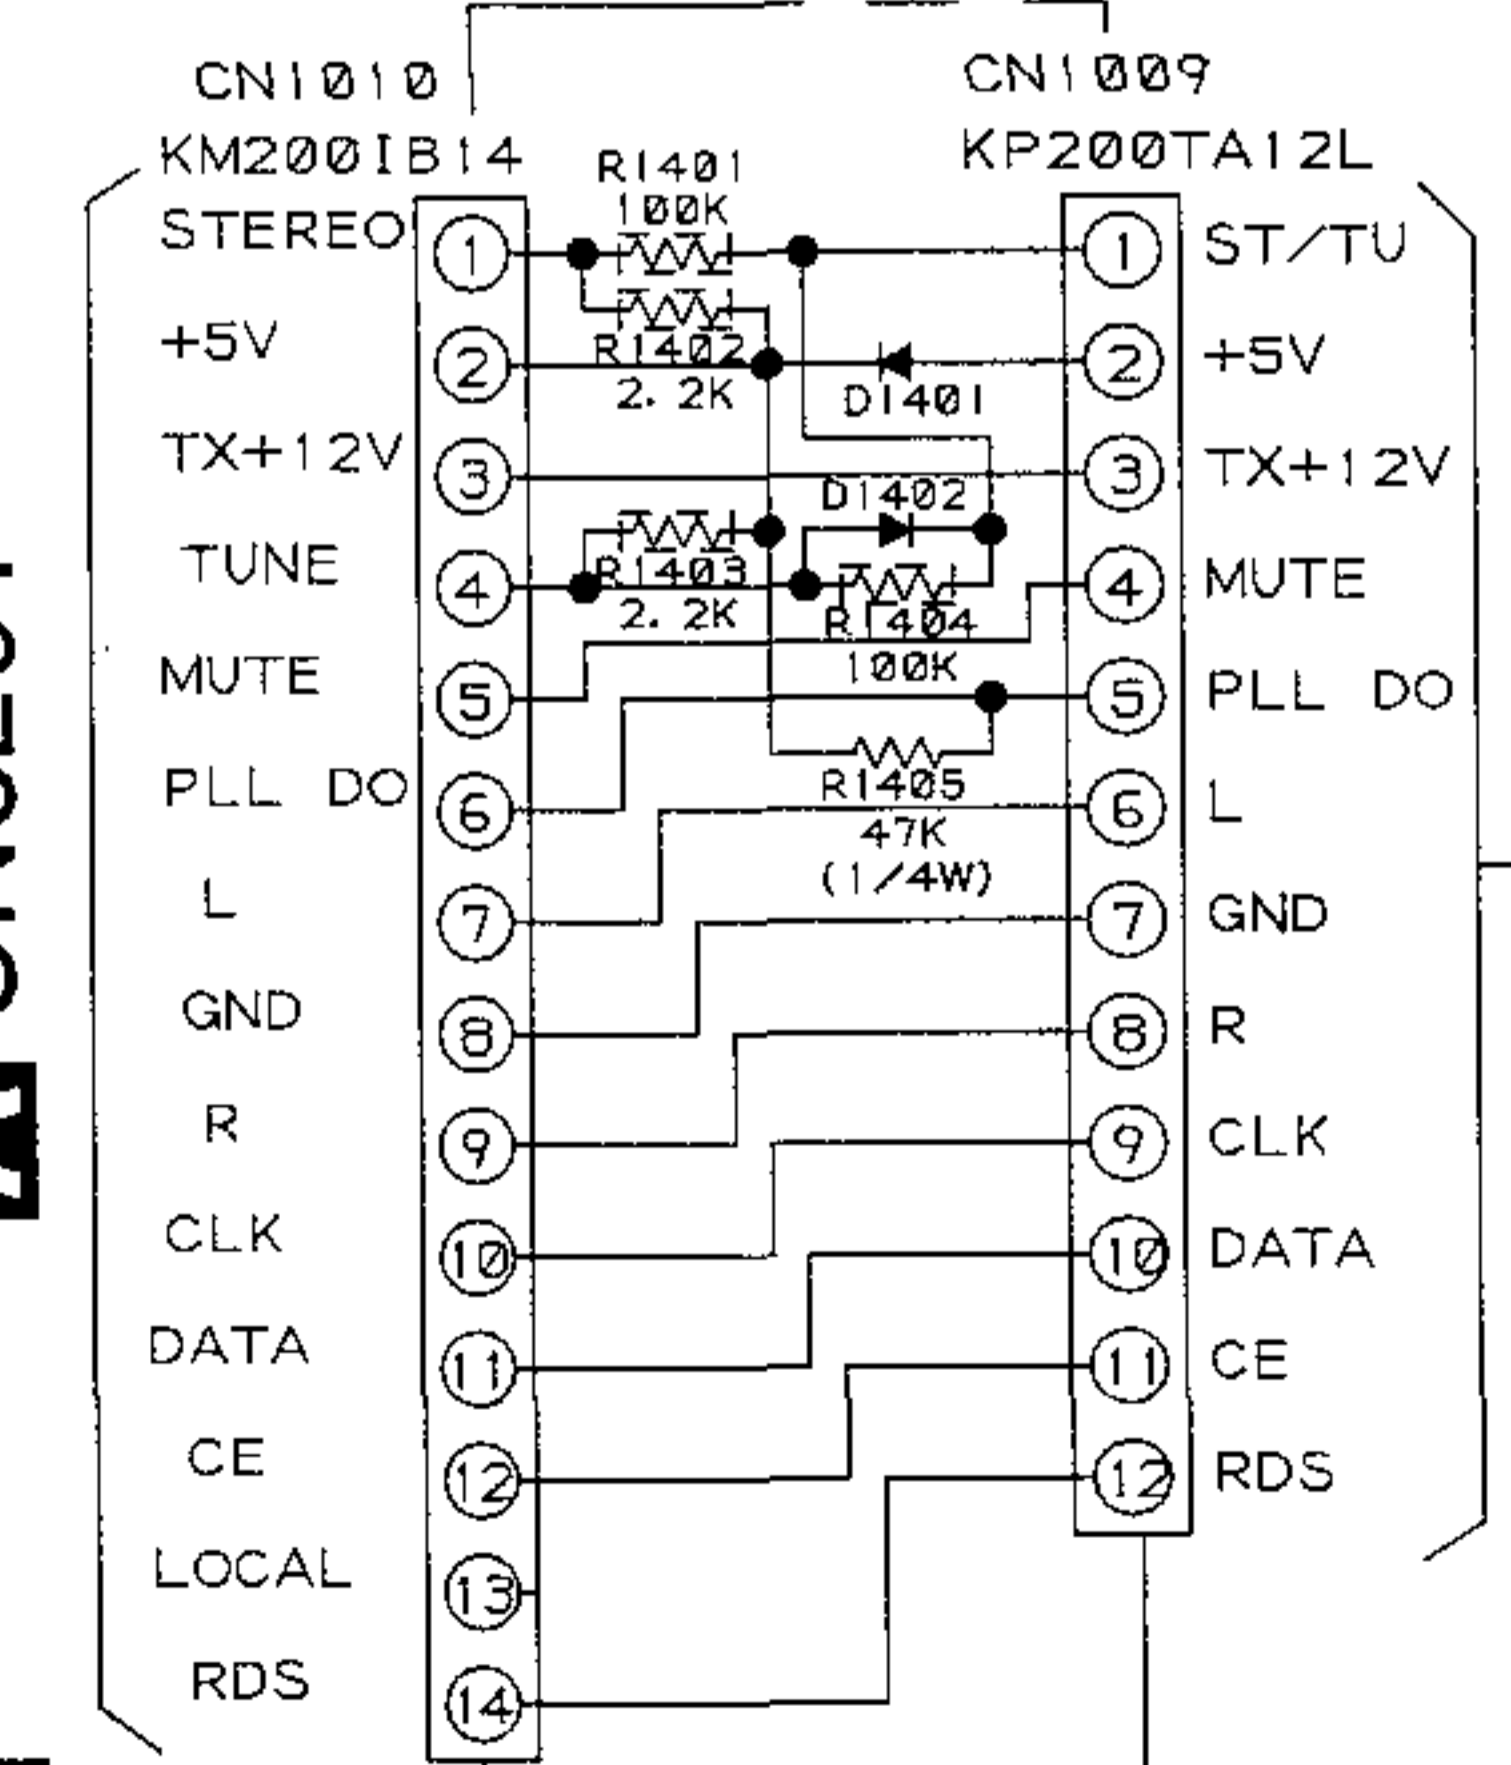 CN1010
CN1009
KM200IB14
KP200TA12L
R1401
100K
STEREO
1
1
ST/TU
+5V
2
R1402
2.2K
D1401
2
+5V
TX+12V
3
3
TX+12V
D1402
TUNE
4
R1403
2.2K
R1404
100K
4
MUTE
MUTE
5
5
PLL DO
PLL DO
6
R1405
47K
(1/4W)
6
L
L
7
7
GND
GND
8
8
R
R
9
9
CLK
CLK
10
10
DATA
DATA
11
11
CE
CE
12
12
RDS
LOCAL
13
RDS
14